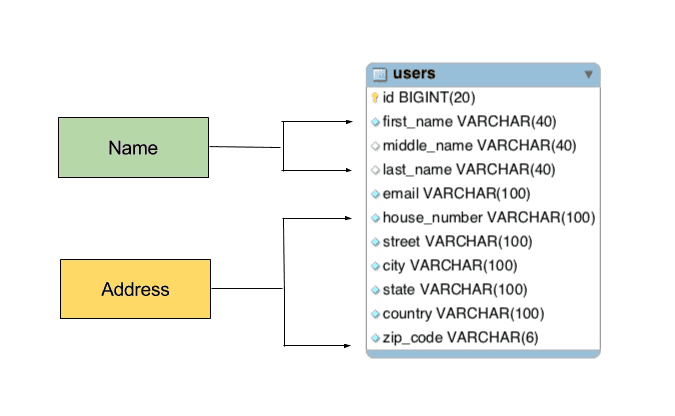 Name
Address
users
id BIGINT(20)
first_name VARCHAR(40)
middle_name VARCHAR(40)
last_name VARCHAR(40)
email VARCHAR(100)
house_number VARCHAR(100)
street VARCHAR(100)
city VARCHAR(100)
state VARCHAR(100)
country VARCHAR(100)
zip_code VARCHAR(6)